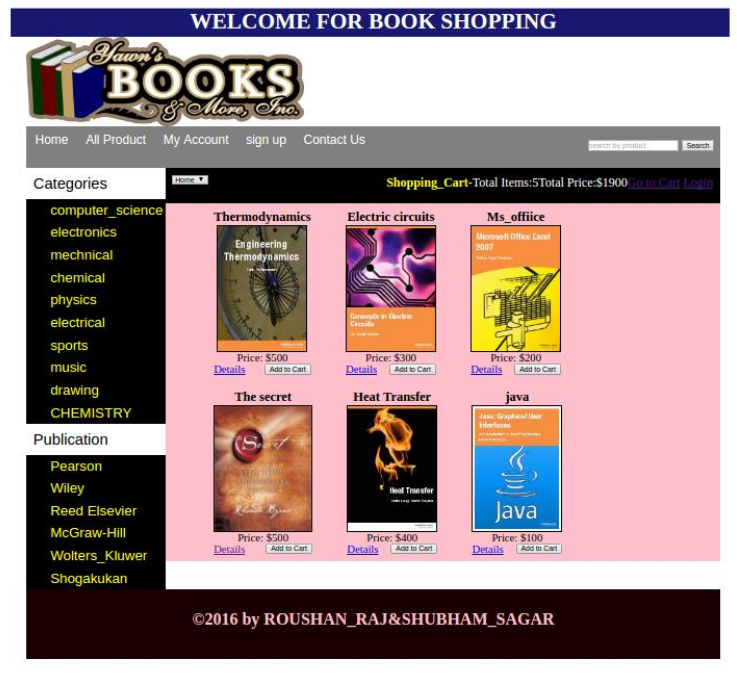 WELCOME FOR BOOK SHOPPING
Yawn's
BOOKS
& More, Inc.
Home All Product My Account sign up Contact Us
search by product Search
Categories
Home ▼ Shopping_Cart-Total Items:5Total Price:$1900Go to Cart Login
computer_science
electronics
mechnical
chemical
physics
electrical
sports
music
drawing
CHEMISTRY
Publication
Pearson
Wiley
Reed Elsevier
McGraw-Hill
Wolters_Kluwer
Shogakukan
Thermodynamics Electric circuits Ms_offiice
Engineering
Thermodynamics
Concepts in Electric
Circuits
Microsoft Office Excel
2007
Price: $500 Price: $300 Price: $200
Details Add to Cart Details Add to Cart Details Add to Cart
The secret Heat Transfer java
Secret
Heat Transfer
Java: Graphical User
Interfaces
Java
Price: $500 Price: $400 Price: $100
Details Add to Cart Details Add to Cart Details Add to Cart
©2016 by ROUSHAN_RAJ&SHUBHAM_SAGAR